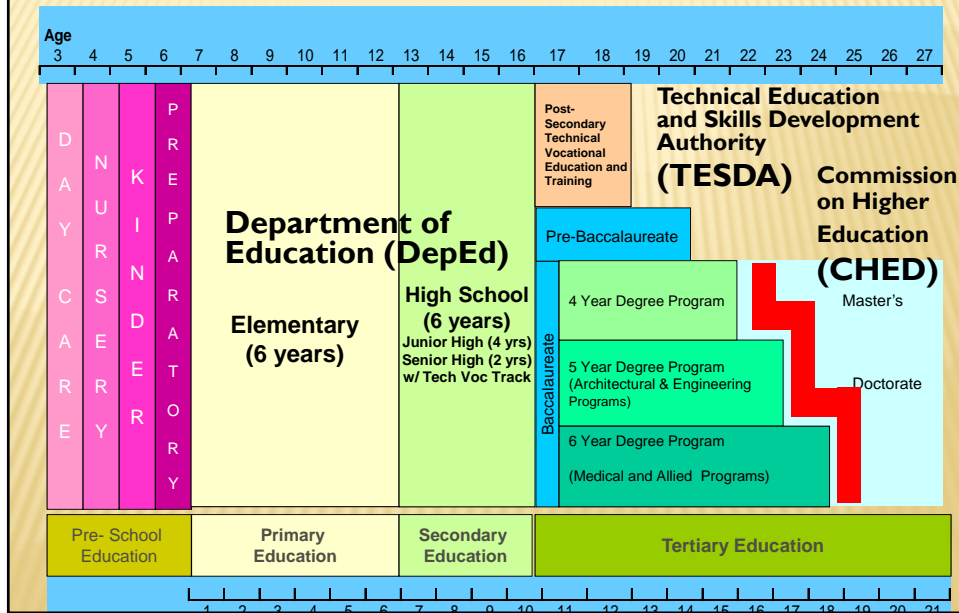 Age
3 4 5 6 7 8 9 10 11 12 13 14 15 16 17 18 19 20 21 22 23 24 25 26 27
DAY CARE
NURSERY
KINDER
PREPARATORY
Department of
Education (DepEd)
Elementary
(6 years)
High School
(6 years)
Junior High (4 yrs)
Senior High (2 yrs)
w/ Tech Voc Track
Post-
Secondary
Technical
Vocational
Education and
Training
Technical Education
and Skills Development
Authority
(TESDA)
Commission
on Higher
Education
(CHED)
Pre-Baccalaureate
Baccalaureate
4 Year Degree Program
5 Year Degree Program
(Architectural & Engineering
Programs)
6 Year Degree Program
(Medical and Allied Programs)
Master's
Doctorate
Pre- School
Education
Primary
Education
Secondary
Education
Tertiary Education
1 2 3 4 5 6 7 8 9 10 11 12 13 14 15 16 17 18 19 20 21